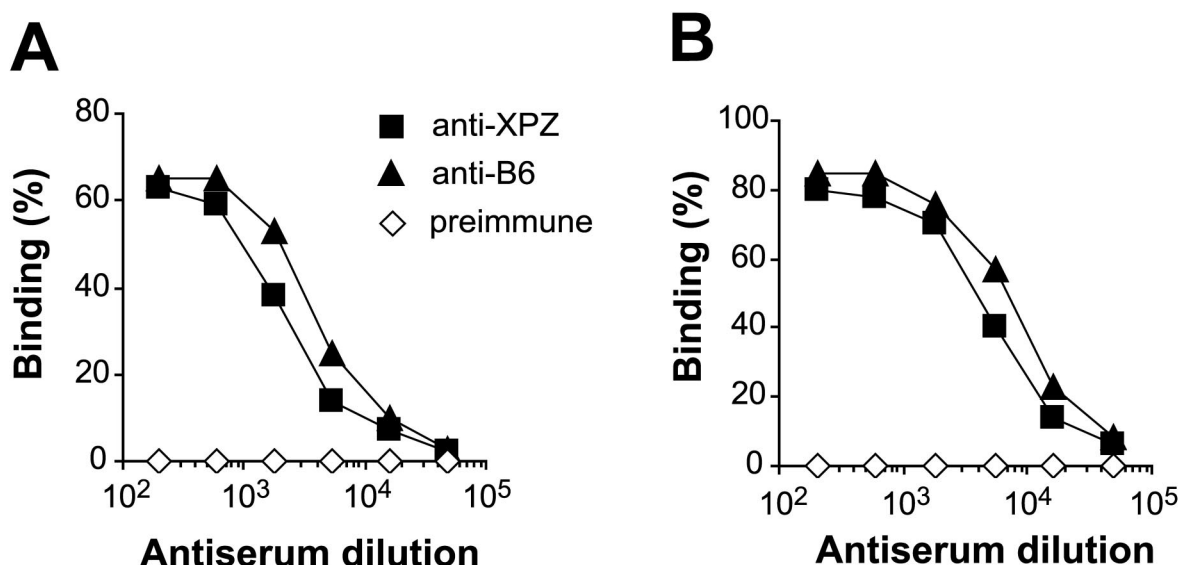 A
Binding (%)
80
60
40
20
0
10² 10³ 10⁴ 10⁵
Antiserum dilution
anti-XPZ
anti-B6
preimmune
B
Binding (%)
100
80
60
40
20
0
10² 10³ 10⁴ 10⁵
Antiserum dilution